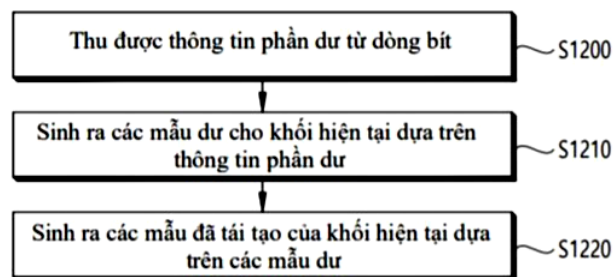 Thu được thông tin phần dư từ dòng bít
S1200
Sinh ra các mẫu dư cho khối hiện tại dựa trên
thông tin phần dư
S1210
Sinh ra các mẫu đã tái tạo của khối hiện tại dựa
trên các mẫu dư
S1220